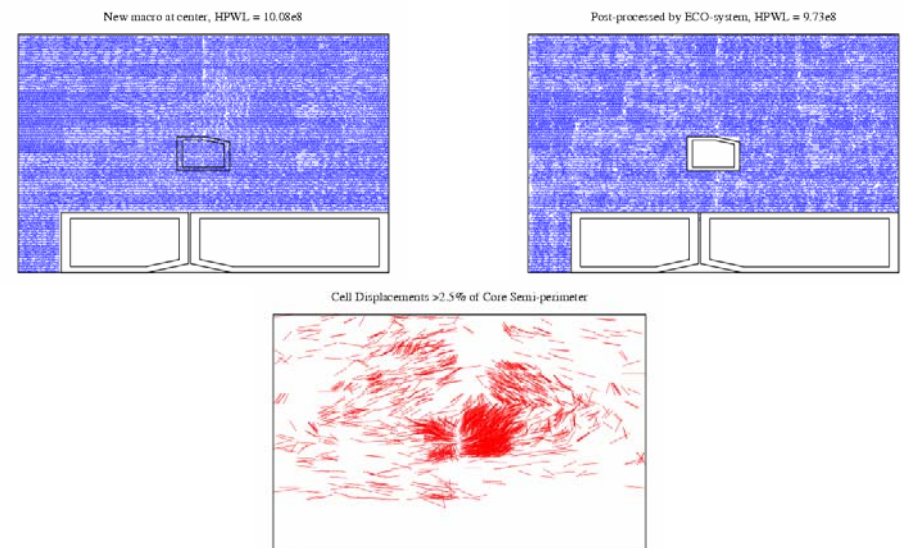 New macro at center, HPWL = 10.08e8
Post-processed by ECO-system, HPWL = 9.73e8
Cell Displacements >2.5% of Core Semi-perimeter